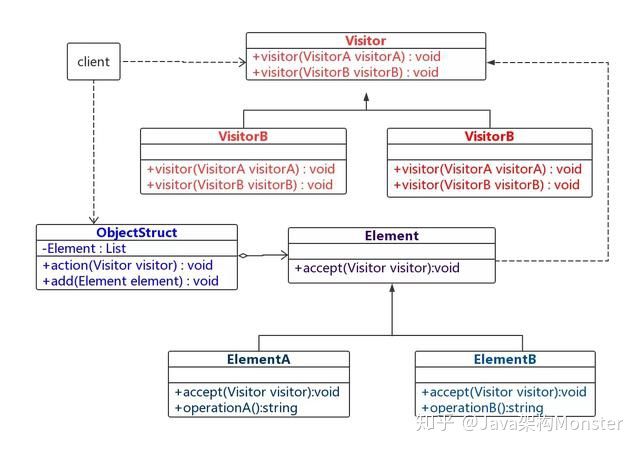 client
Visitor
+visitor(VisitorA visitorA) : void
+visitor(VisitorB visitorB) : void
VisitorB
+visitor(VisitorA visitorA) : void
+visitor(VisitorB visitorB) : void
VisitorB
+visitor(VisitorA visitorA) : void
+visitor(VisitorB visitorB) : void
ObjectStruct
-Element : List
+action(Visitor visitor) : void
+add(Element element) : void
Element
+accept(Visitor visitor):void
ElementA
+accept(Visitor visitor):void
+operationA():string
ElementB
+accept(Visitor visitor):void
+operationB():string
知乎 @Java架构Monster